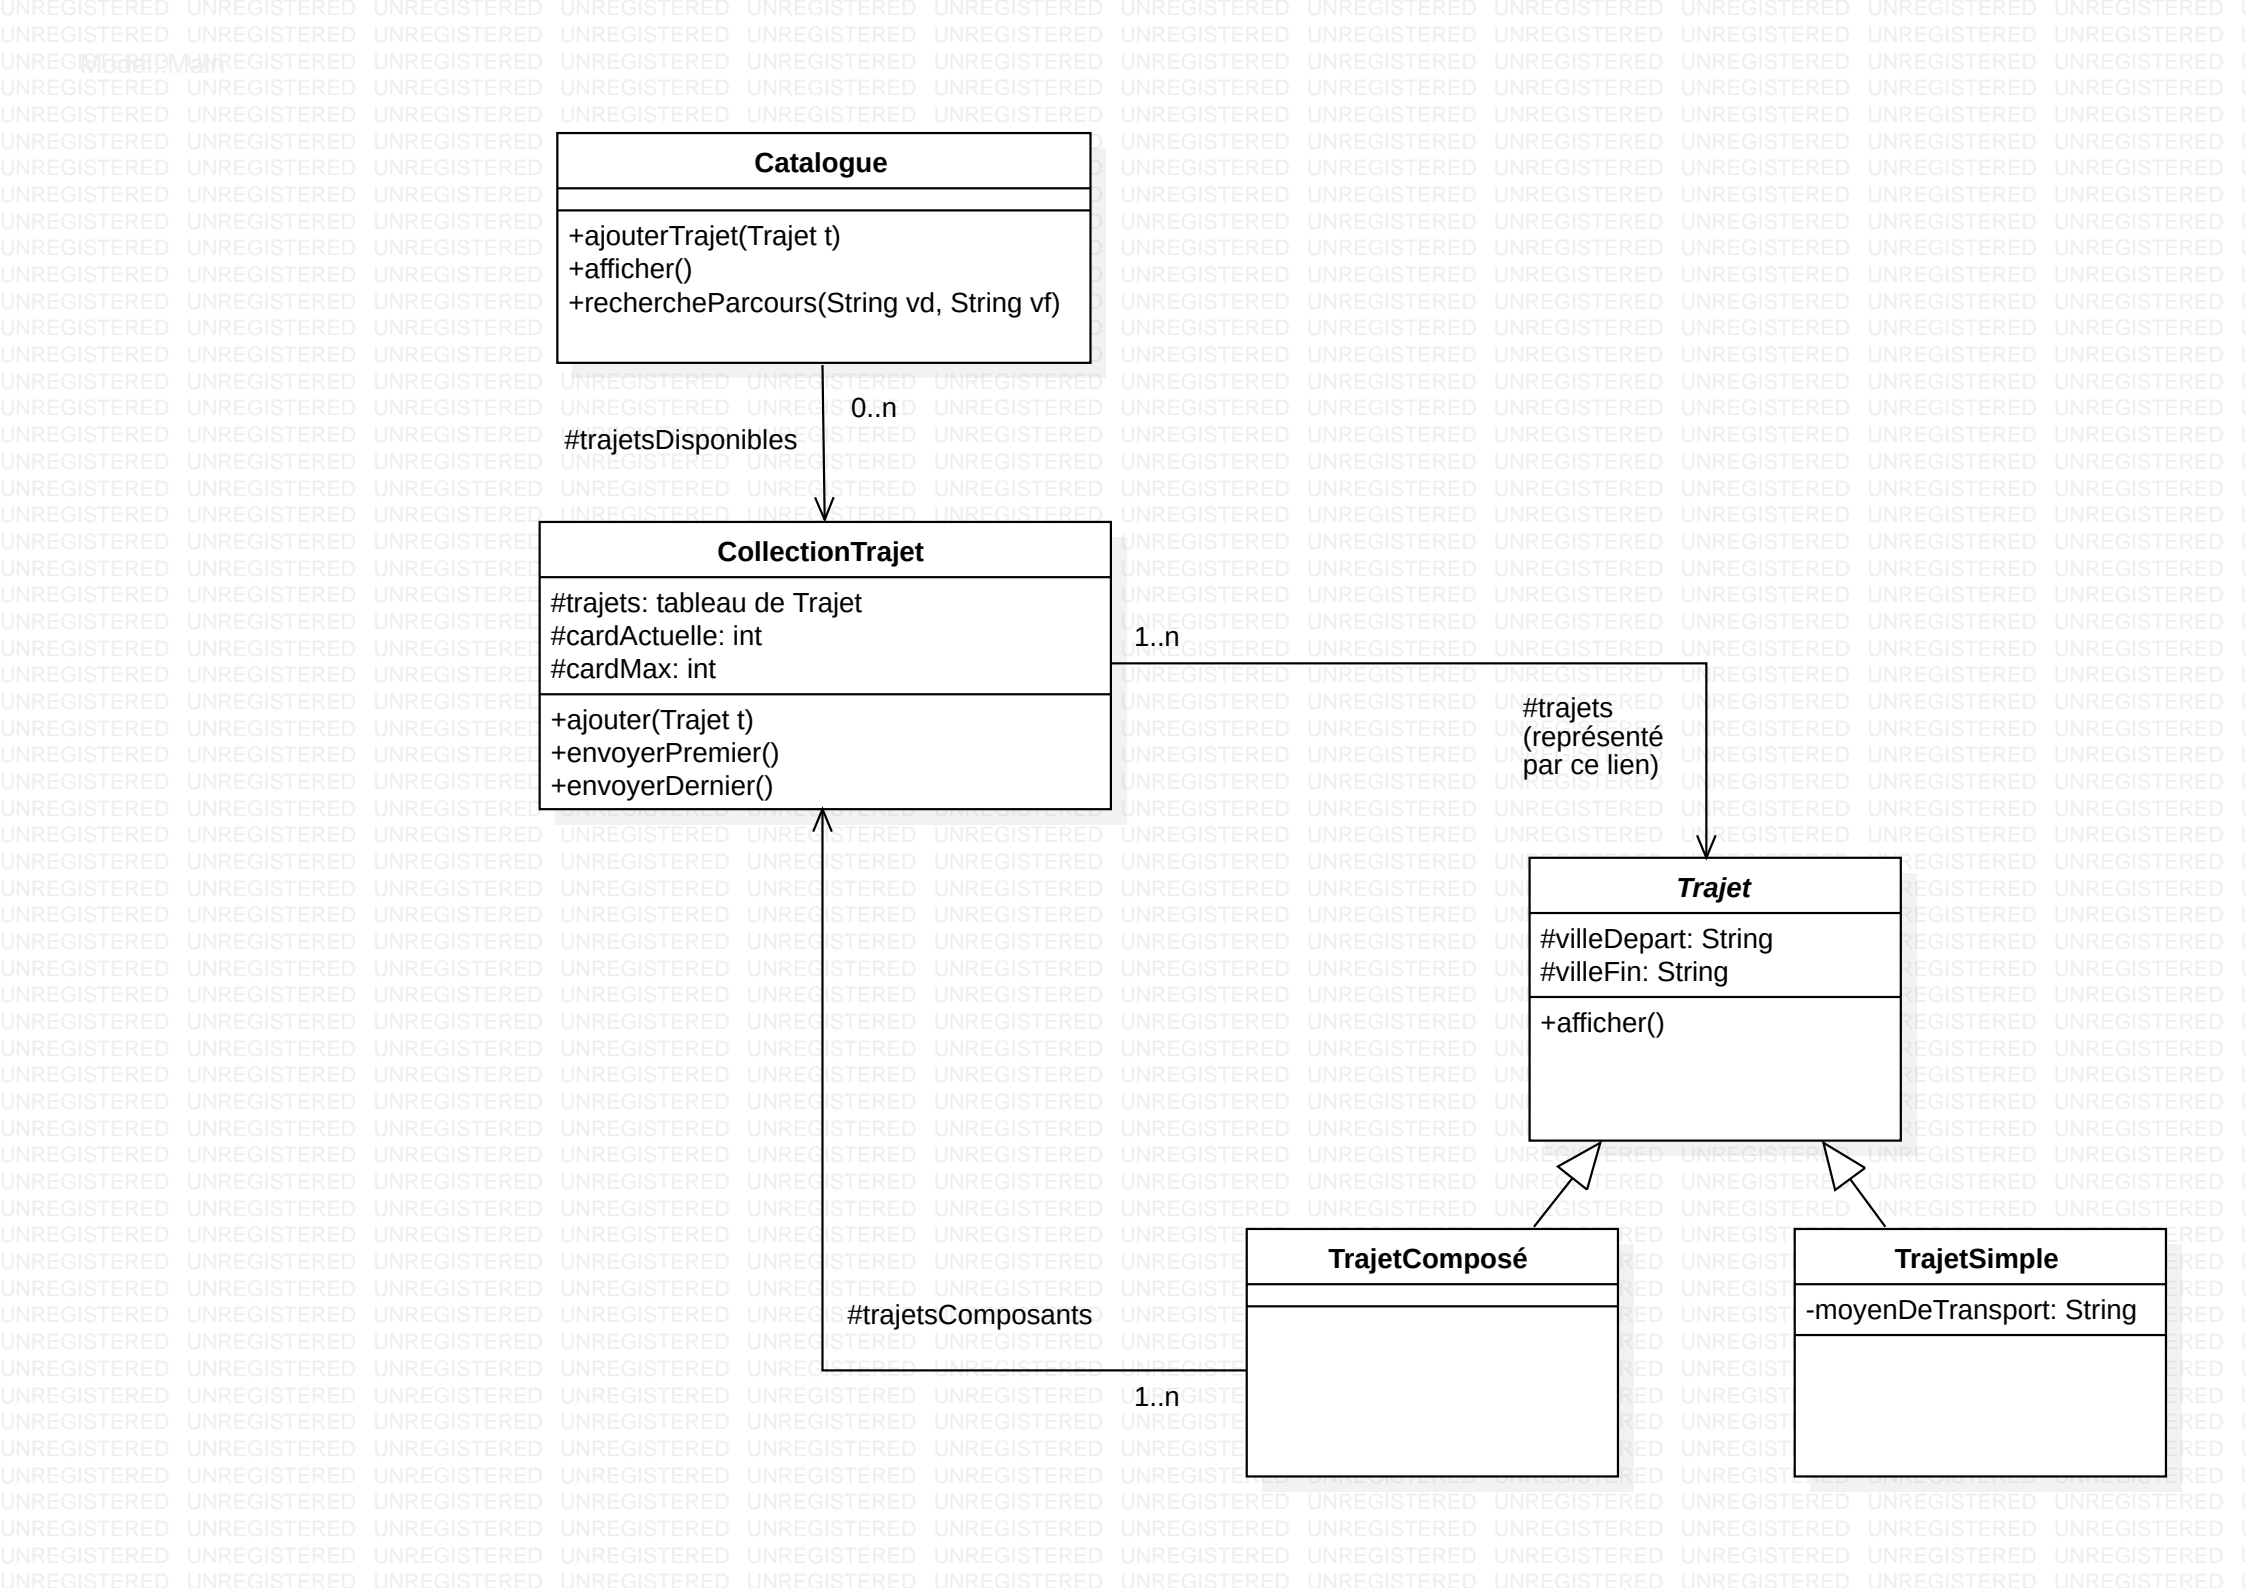 Model::Main
Catalogue
+ajouterTrajet(Trajet t)
+afficher()
+rechercheParcours(String vd, String vf)
0..n
#trajetsDisponibles
CollectionTrajet
#trajets: tableau de Trajet
#cardActuelle: int
#cardMax: int
+ajouter(Trajet t)
+envoyerPremier()
+envoyerDernier()
1..n
#trajets
(représenté
par ce lien)
Trajet
#villeDepart: String
#villeFin: String
+afficher()
TrajetComposé
TrajetSimple
-moyenDeTransport: String
#trajetsComposants
1..n
UNREGISTERED